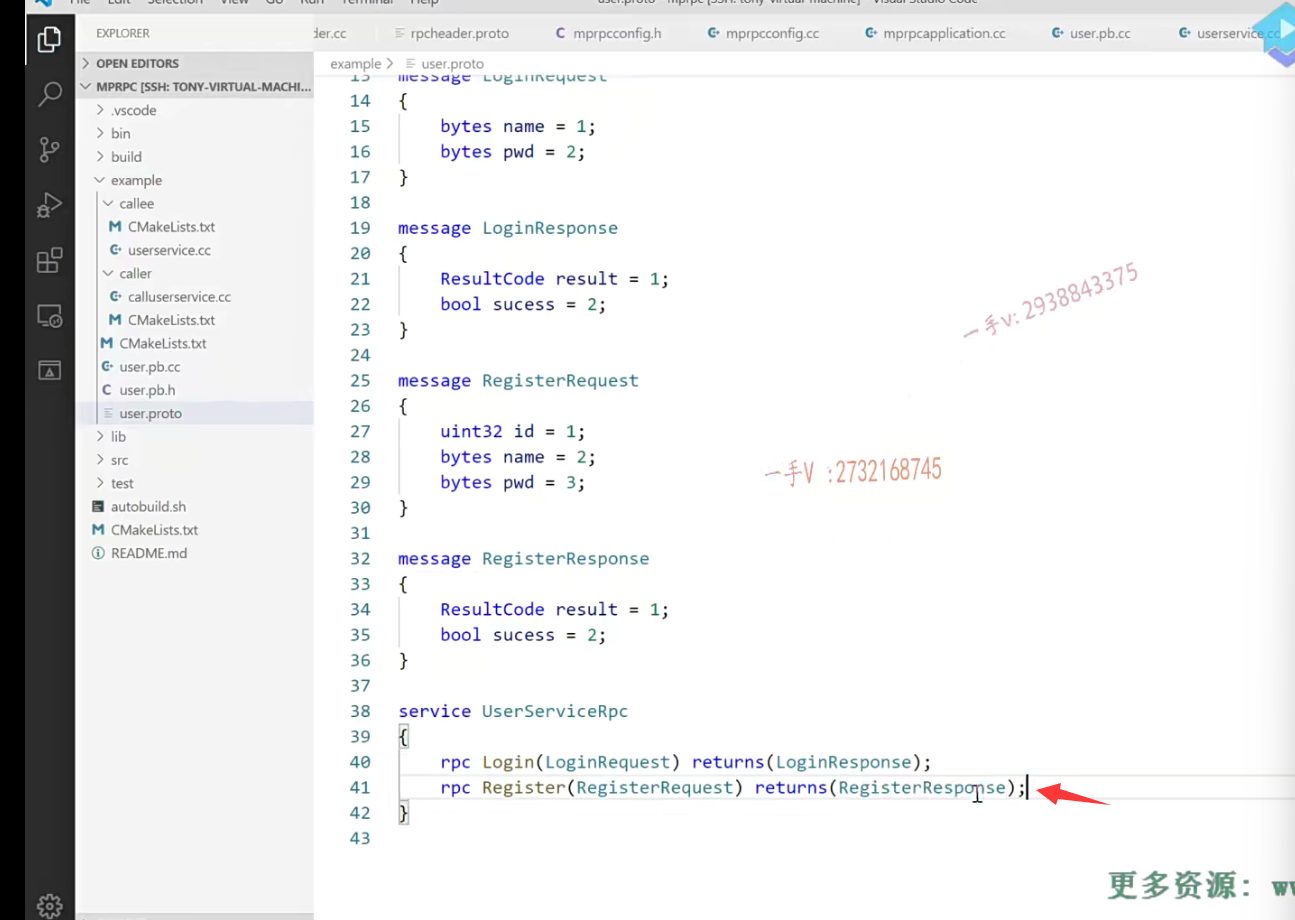 File Edit Selection View Go Run Terminal Help
user.proto - mprpc [SSH: tony-virtual-machine] - Visual Studio Code
EXPLORER
der.cc rpcheader.proto mprpcconfig.h mprpcconfig.cc mprpcapplication.cc user.pb.cc userservice.cc
OPEN EDITORS
MPRPC [SSH: TONY-VIRTUAL-MACHI...
.vscode
bin
build
example
callee
CMakeLists.txt
userservice.cc
caller
calluserservice.cc
CMakeLists.txt
CMakeLists.txt
user.pb.cc
user.pb.h
user.proto
lib
src
test
autobuild.sh
CMakeLists.txt
README.md
example > user.proto
13 message LoginRequest
14 {
15 bytes name = 1;
16 bytes pwd = 2;
17 }
18
19 message LoginResponse
20 {
21 ResultCode result = 1;
22 bool sucess = 2;
23 }
24
25 message RegisterRequest
26 {
27 uint32 id = 1;
28 bytes name = 2;
29 bytes pwd = 3;
30 }
31
32 message RegisterResponse
33 {
34 ResultCode result = 1;
35 bool sucess = 2;
36 }
37
38 service UserServiceRpc
39 {
40 rpc Login(LoginRequest) returns(LoginResponse);
41 rpc Register(RegisterRequest) returns(RegisterResponse);
42 }
43
一手v: 2938843375
一手V :2732168745
更多资源: w